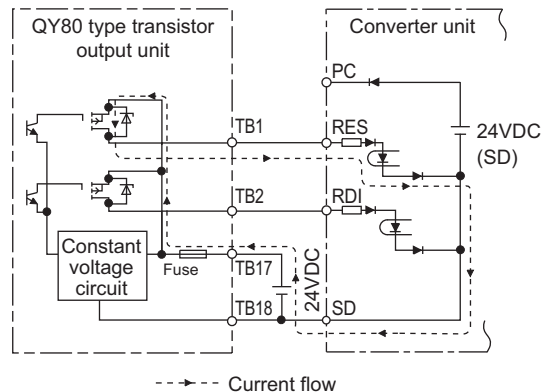 QY80 type transistor
output unit
Converter unit
PC
TB1
RES
24VDC
(SD)
TB2
RDI
Constant
voltage
circuit
Fuse
TB17
24VDC
TB18
SD
Current flow